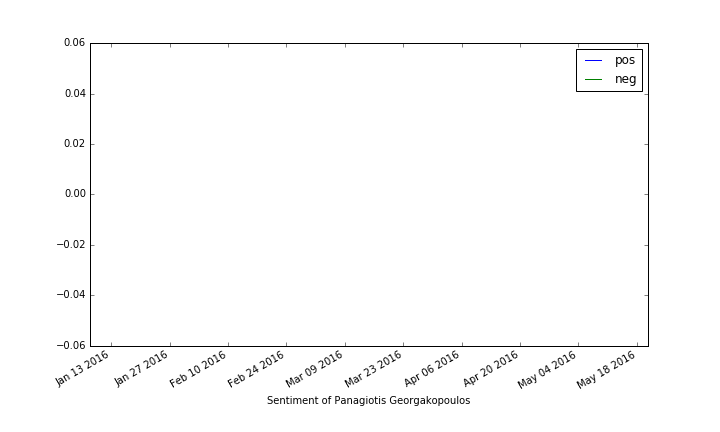 0.06
0.04
0.02
0.00
−0.02
−0.04
−0.06
pos
neg
Jan 13 2016
Jan 27 2016
Feb 10 2016
Feb 24 2016
Mar 09 2016
Mar 23 2016
Apr 06 2016
Apr 20 2016
May 04 2016
May 18 2016
Sentiment of Panagiotis Georgakopoulos